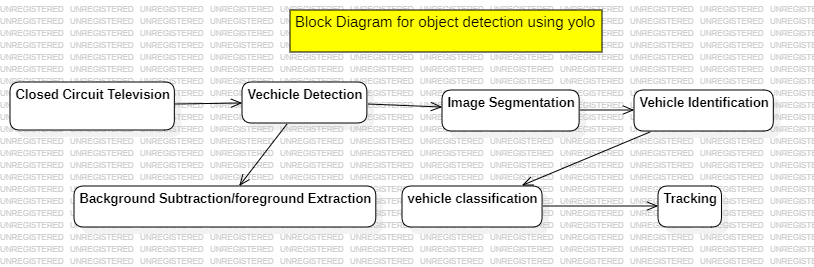 Block Diagram for object detection using yolo
Closed Circuit Television
Vechicle Detection
Image Segmentation
Vehicle Identification
Background Subtraction/foreground Extraction
vehicle classification
Tracking
UNREGISTERED